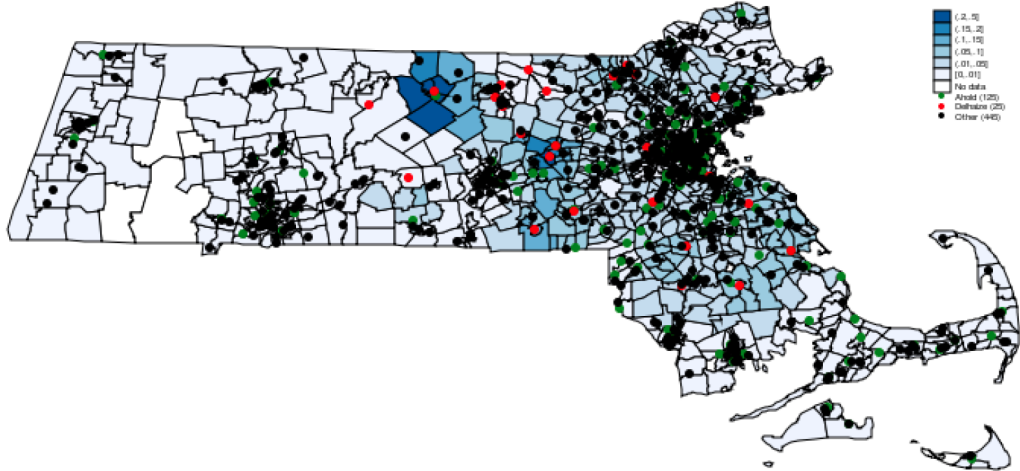 (.2,.5]
(.15,.2]
(.1,.15]
(.05,.1]
(.01,.05]
[0,.01]
No data
Ahold (125)
Delhaize (25)
Other (445)